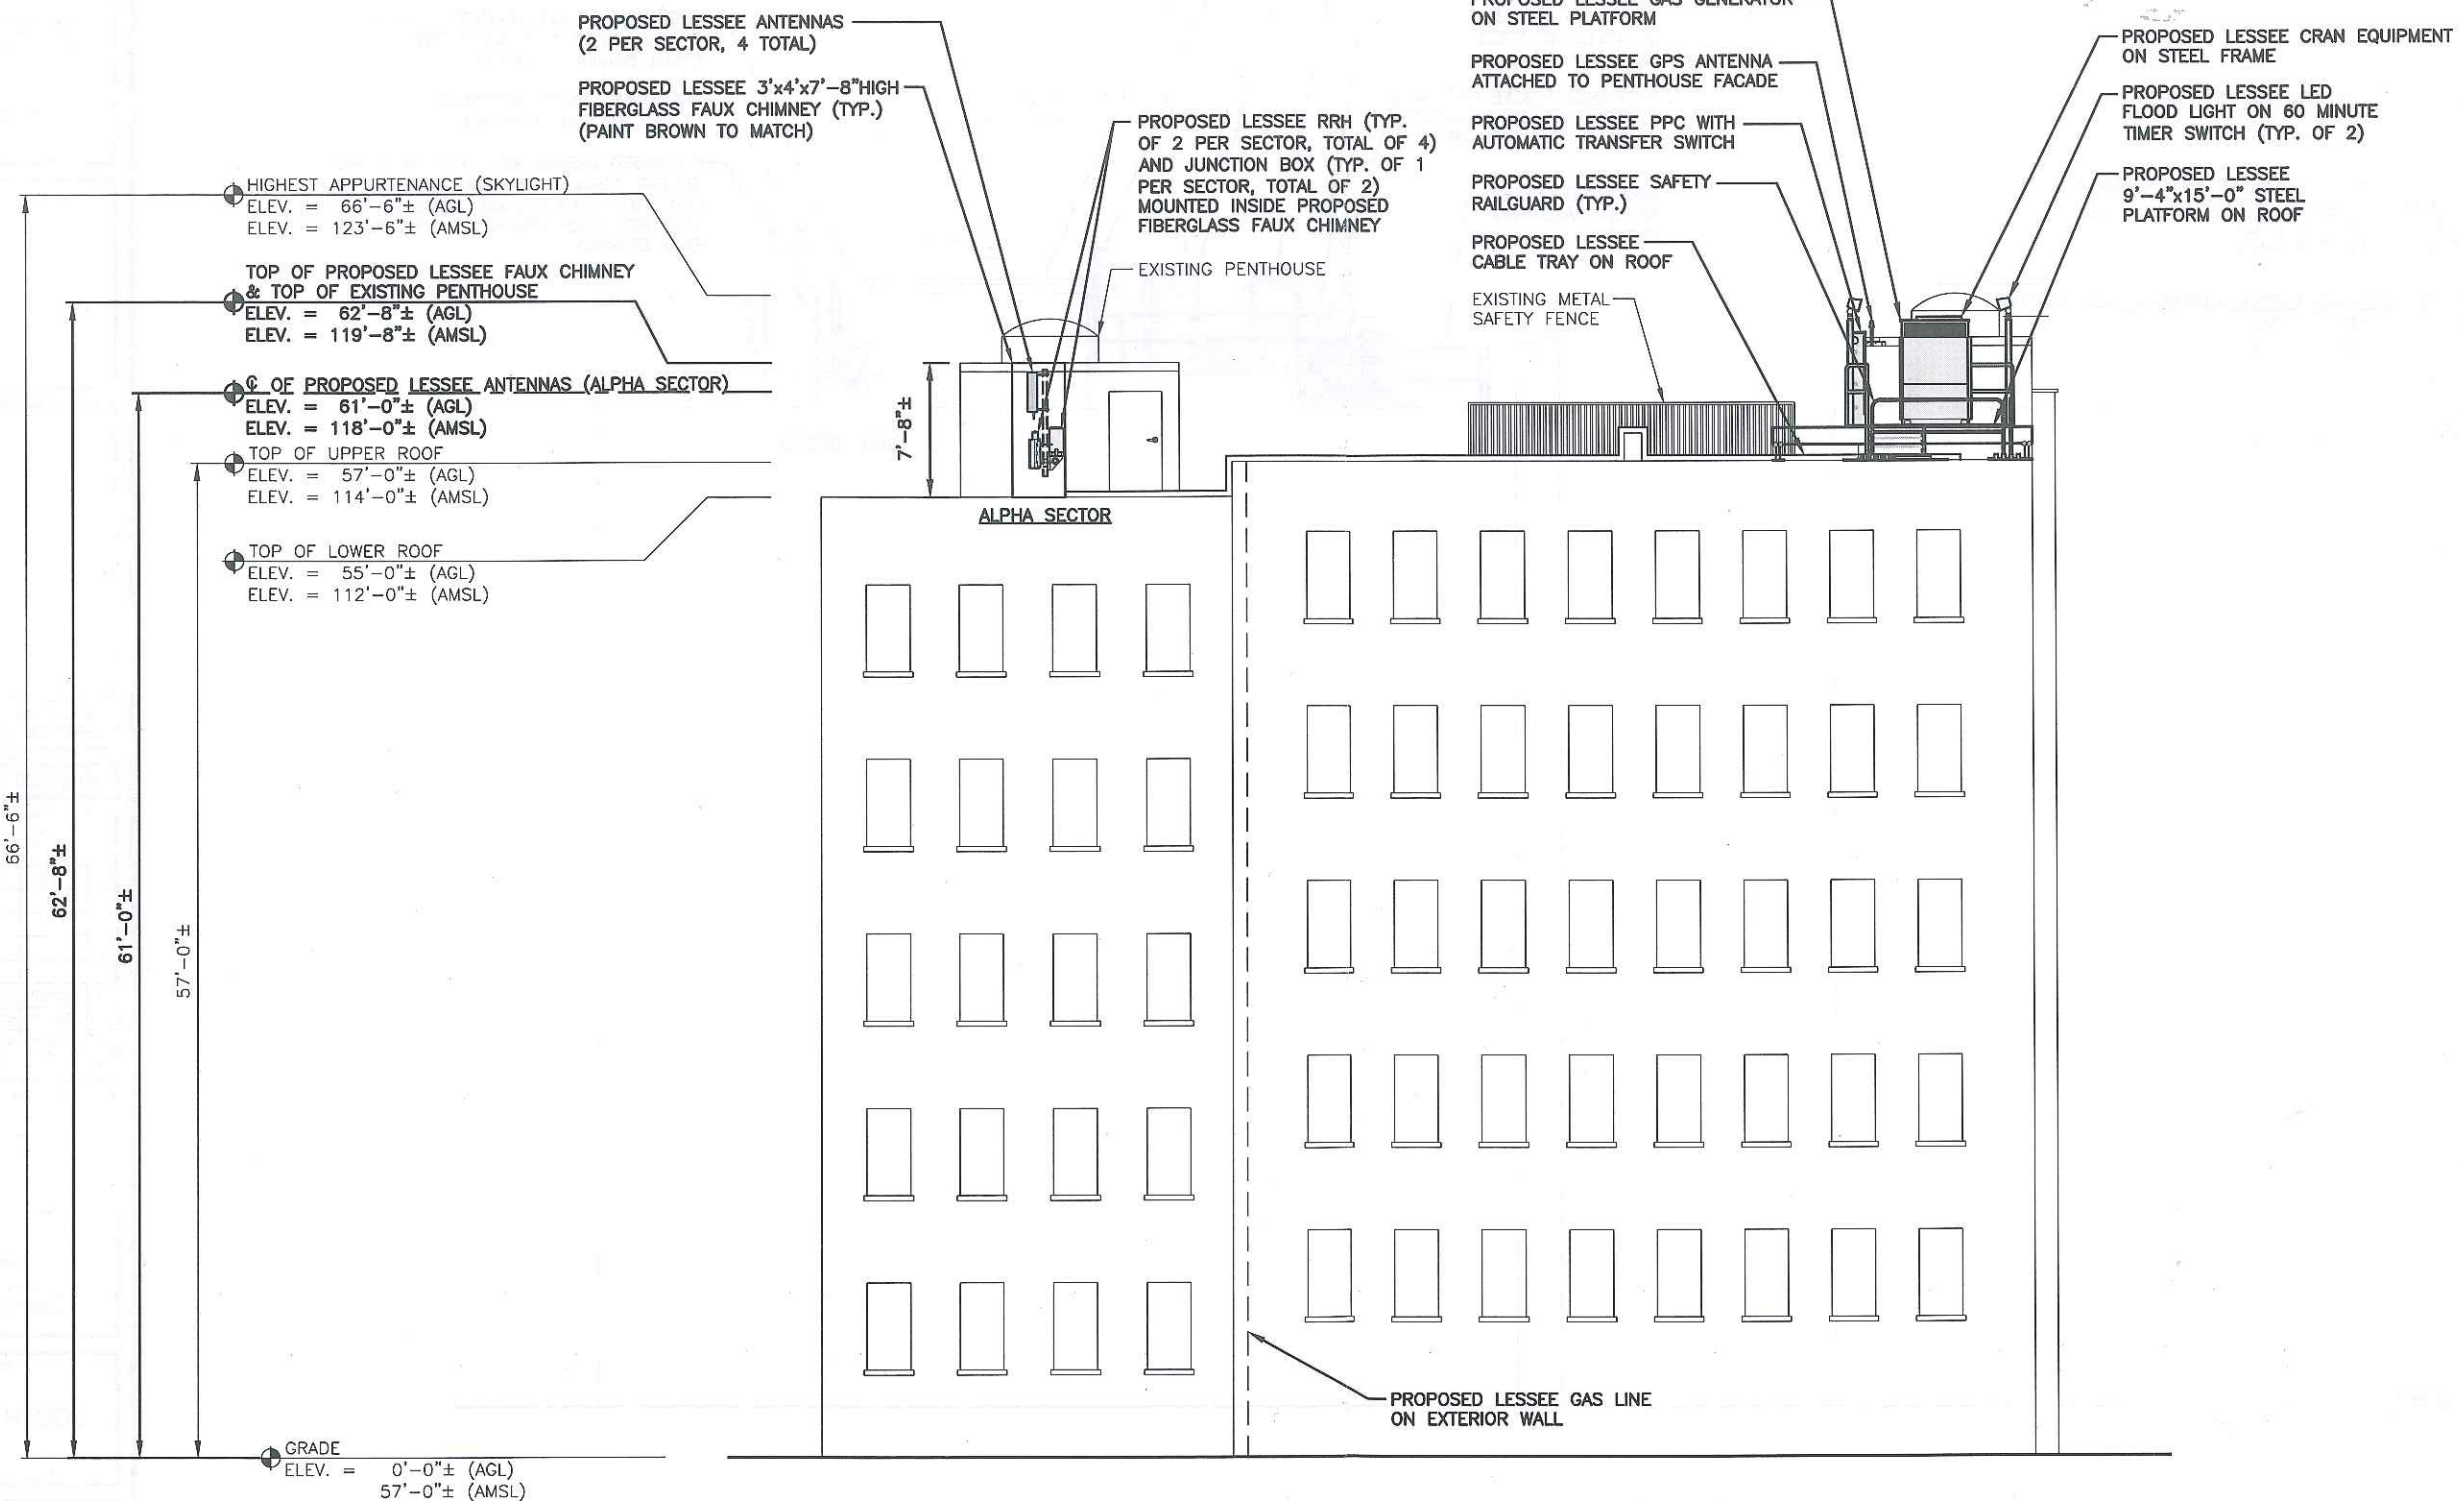 PROPOSED LESSEE ANTENNAS
(2 PER SECTOR, 4 TOTAL)
PROPOSED LESSEE 3'x4'x7'-8"HIGH
FIBERGLASS FAUX CHIMNEY (TYP.)
(PAINT BROWN TO MATCH)
PROPOSED LESSEE RRH (TYP.
OF 2 PER SECTOR, TOTAL OF 4)
AND JUNCTION BOX (TYP. OF 1
PER SECTOR, TOTAL OF 2)
MOUNTED INSIDE PROPOSED
FIBERGLASS FAUX CHIMNEY
EXISTING PENTHOUSE
PROPOSED LESSEE GAS GENERATOR
ON STEEL PLATFORM
PROPOSED LESSEE GPS ANTENNA
ATTACHED TO PENTHOUSE FACADE
PROPOSED LESSEE PPC WITH
AUTOMATIC TRANSFER SWITCH
PROPOSED LESSEE SAFETY
RAILGUARD (TYP.)
PROPOSED LESSEE
CABLE TRAY ON ROOF
EXISTING METAL
SAFETY FENCE
PROPOSED LESSEE CRAN EQUIPMENT
ON STEEL FRAME
PROPOSED LESSEE LED
FLOOD LIGHT ON 60 MINUTE
TIMER SWITCH (TYP. OF 2)
PROPOSED LESSEE
9'-4"x15'-0" STEEL
PLATFORM ON ROOF
HIGHEST APPURTENANCE (SKYLIGHT)
ELEV. = 66'-6"± (AGL)
ELEV. = 123'-6"± (AMSL)
TOP OF PROPOSED LESSEE FAUX CHIMNEY
& TOP OF EXISTING PENTHOUSE
ELEV. = 62'-8"± (AGL)
ELEV. = 119'-8"± (AMSL)
℄ OF PROPOSED LESSEE ANTENNAS (ALPHA SECTOR)
ELEV. = 61'-0"± (AGL)
ELEV. = 118'-0"± (AMSL)
TOP OF UPPER ROOF
ELEV. = 57'-0"± (AGL)
ELEV. = 114'-0"± (AMSL)
TOP OF LOWER ROOF
ELEV. = 55'-0"± (AGL)
ELEV. = 112'-0"± (AMSL)
7'-8"±
ALPHA SECTOR
66'-6"±
62'-8"±
61'-0"±
57'-0"±
PROPOSED LESSEE GAS LINE
ON EXTERIOR WALL
GRADE
ELEV. = 0'-0"± (AGL)
57'-0"± (AMSL)